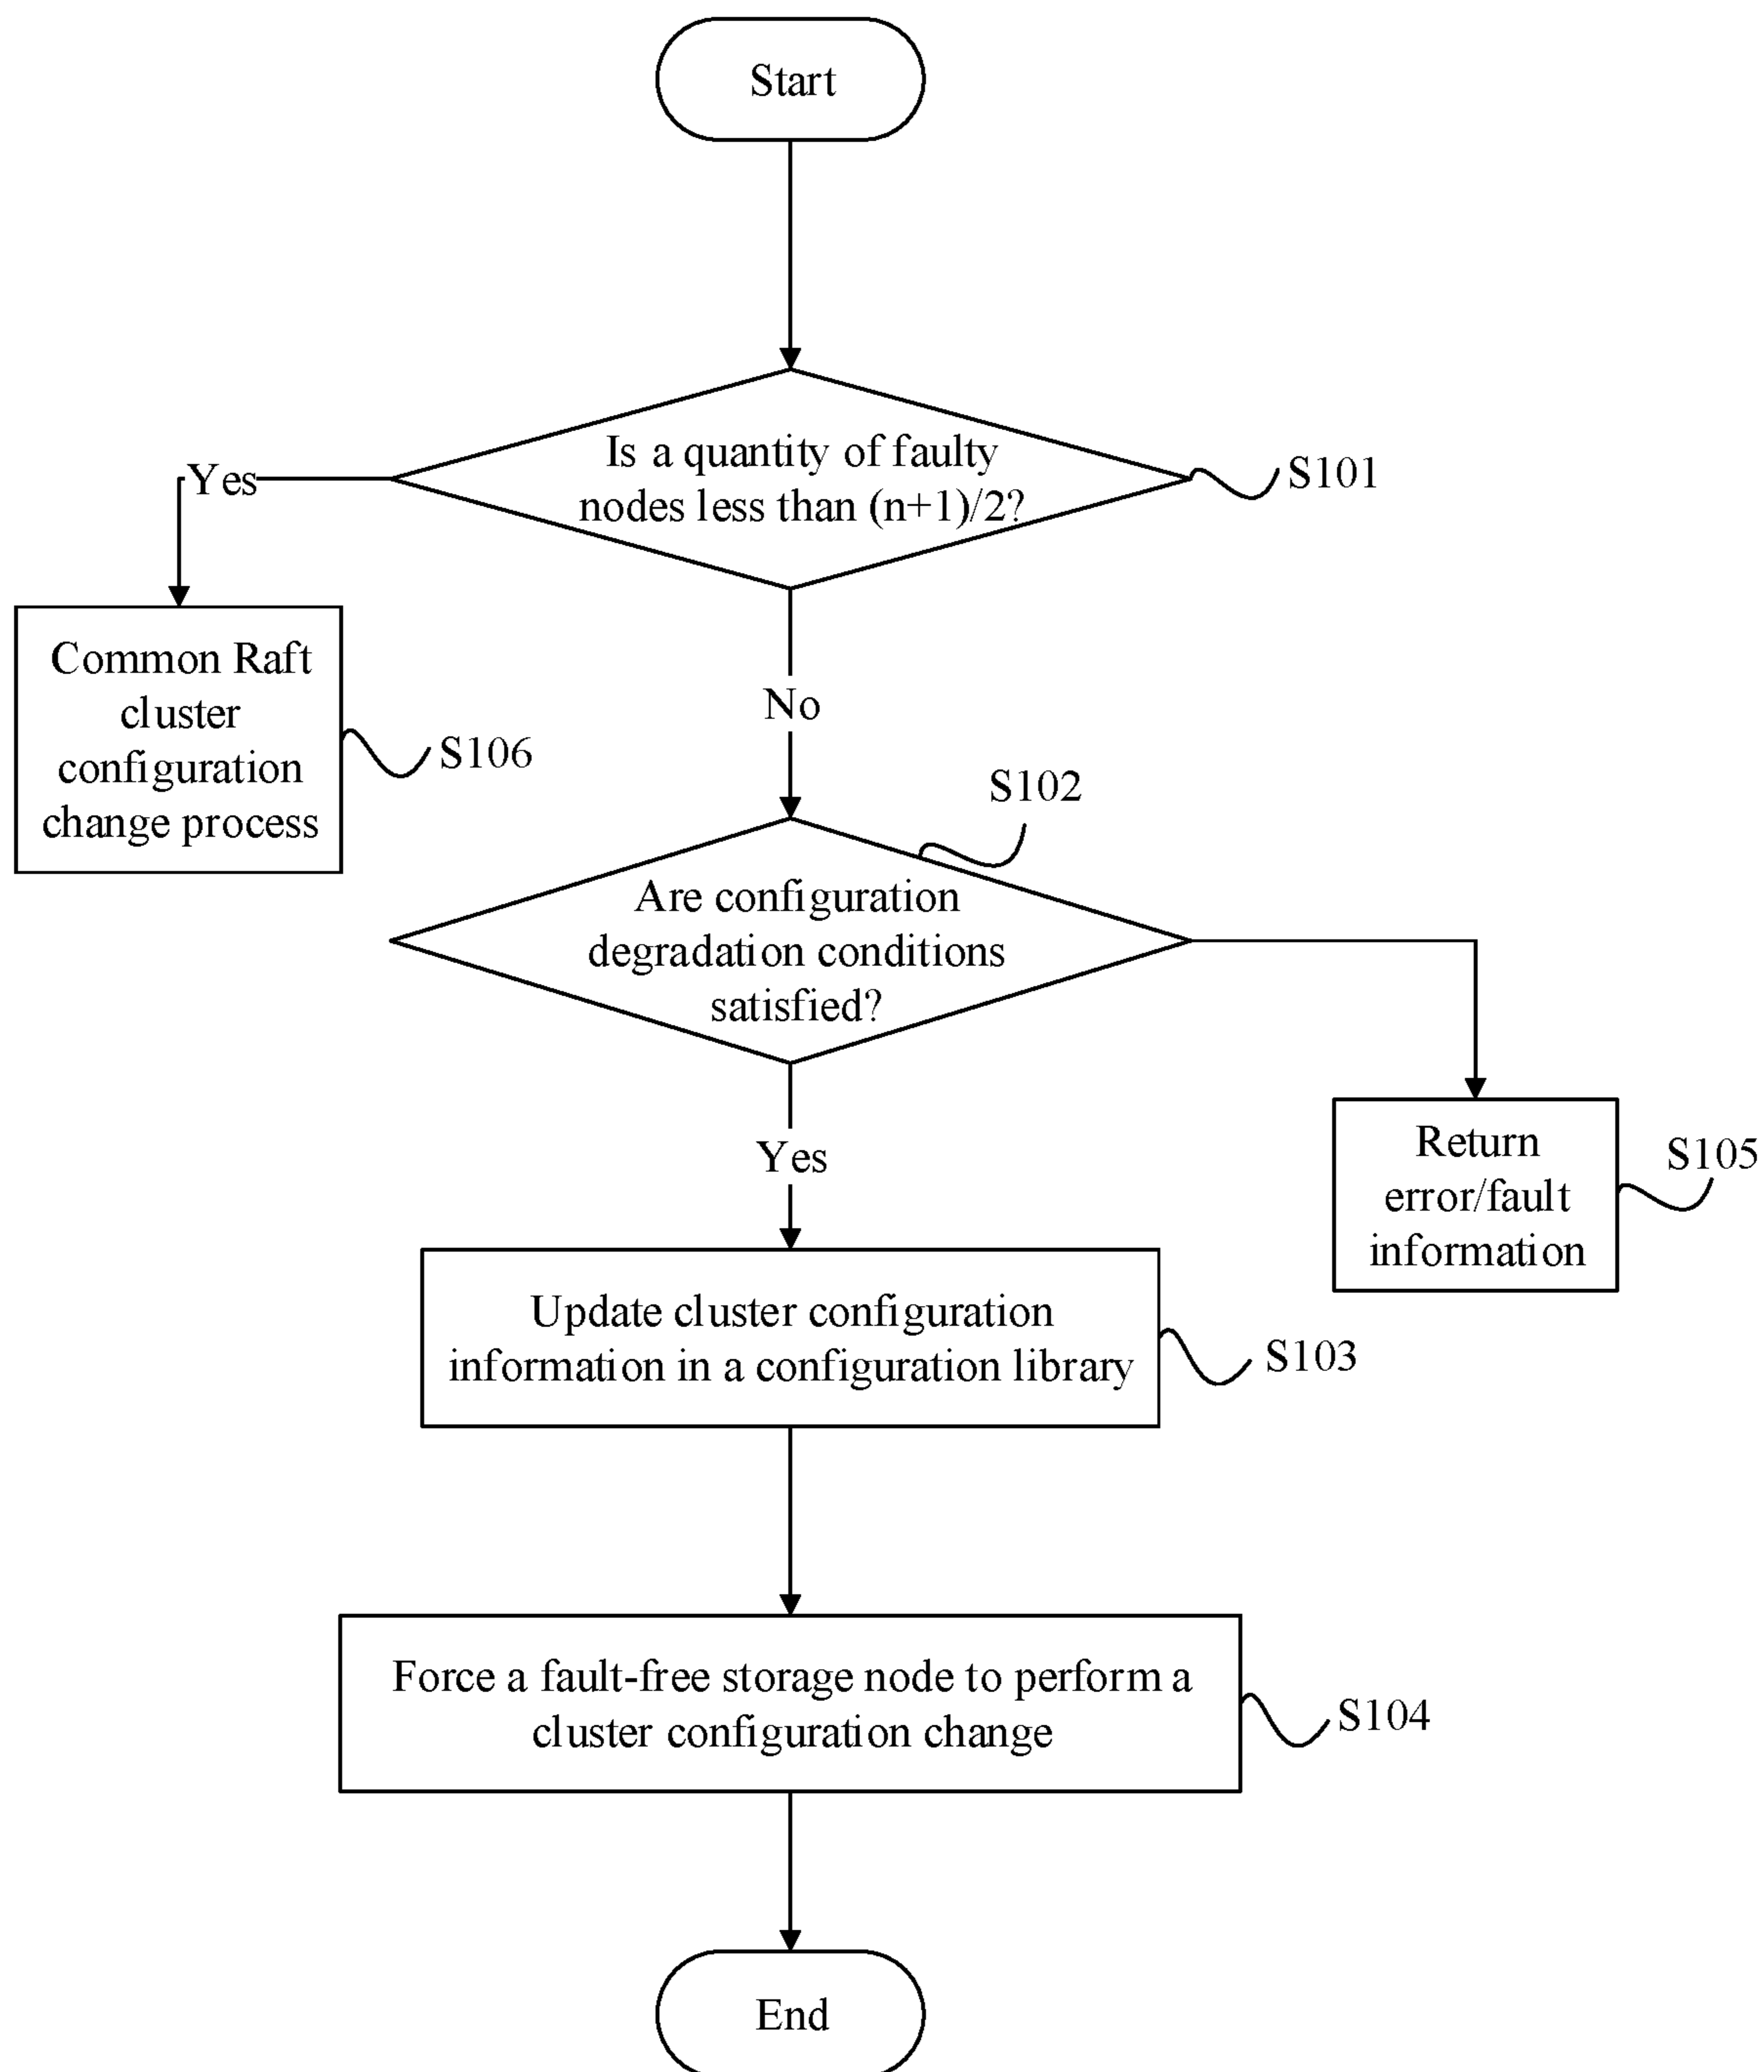 Start
Is a quantity of faulty
nodes less than (n+1)/2?
S101
Yes
Common Raft
cluster
configuration
change process
S106
No
S102
Are configuration
degradation conditions
satisfied?
Yes
Return
error/fault
information
S105
Update cluster configuration
information in a configuration library
S103
Force a fault-free storage node to perform a
cluster configuration change
S104
End